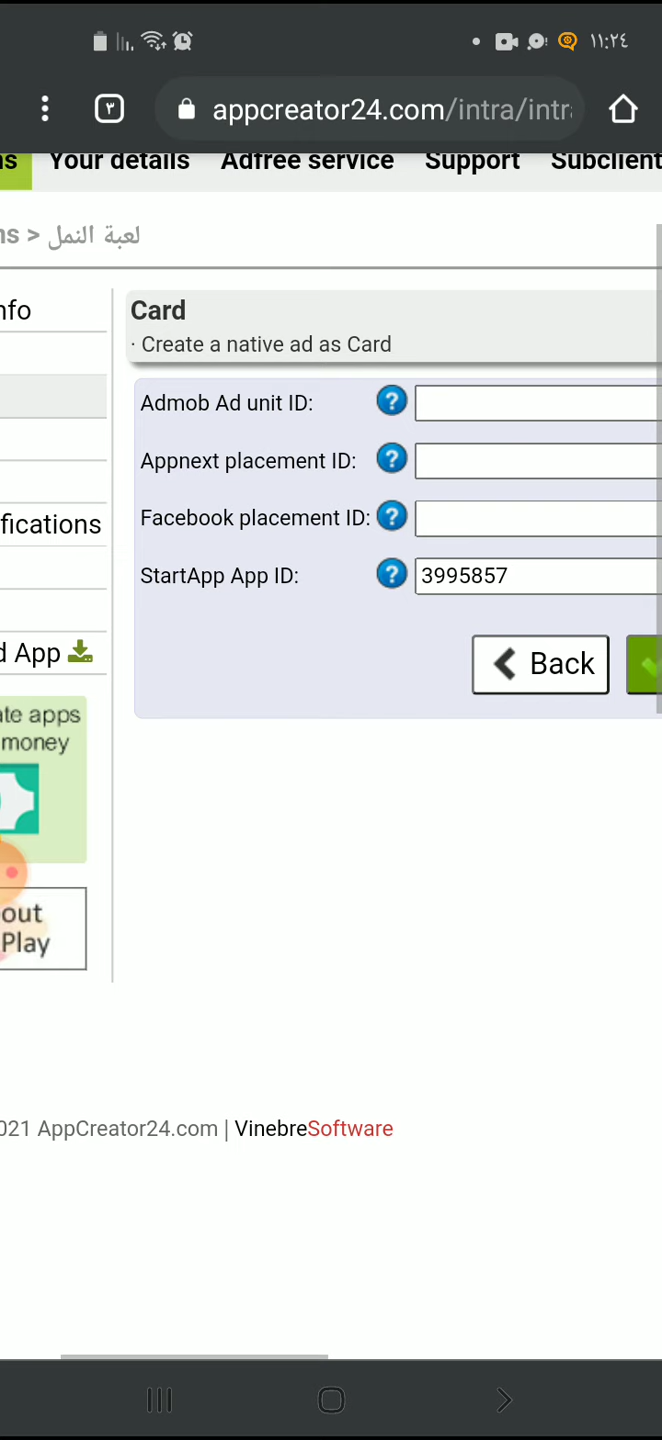 ١١:٢٤
٣
appcreator24.com/intra/intr
ns Your details Adfree service Support Subclient
ns > لعبة النمل
nfo
Card
· Create a native ad as Card
Admob Ad unit ID: ?
Appnext placement ID: ?
Facebook placement ID: ?
StartApp App ID: ? 3995857
fications
Back
d App
ate apps
money
out
Play
021 AppCreator24.com | VinebreSoftware